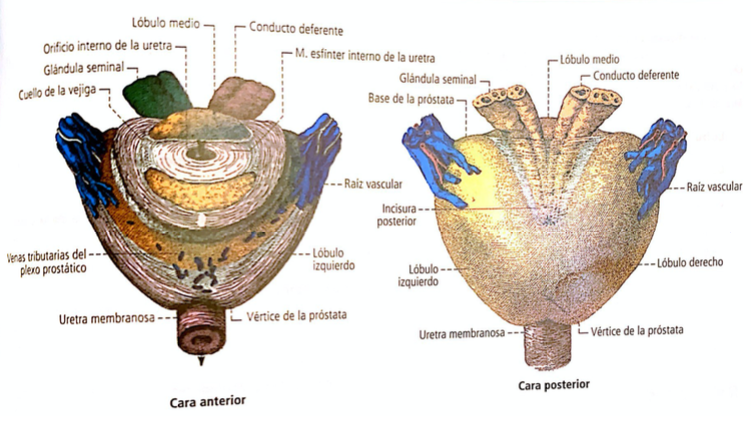 Lóbulo medio
Conducto deferente
Orificio interno de la uretra
M. esfinter interno de la uretra
Glándula seminal
Cuello de la vejiga
Raíz vascular
Venas tributarias del
plexo prostático
Lóbulo
izquierdo
Uretra membranosa
Vértice de la próstata
Cara anterior
Lóbulo medio
Conducto deferente
Glándula seminal
Base de la próstata
Raíz vascular
Incisura
posterior
Lóbulo
izquierdo
Lóbulo derecho
Uretra membranosa
Vértice de la próstata
Cara posterior